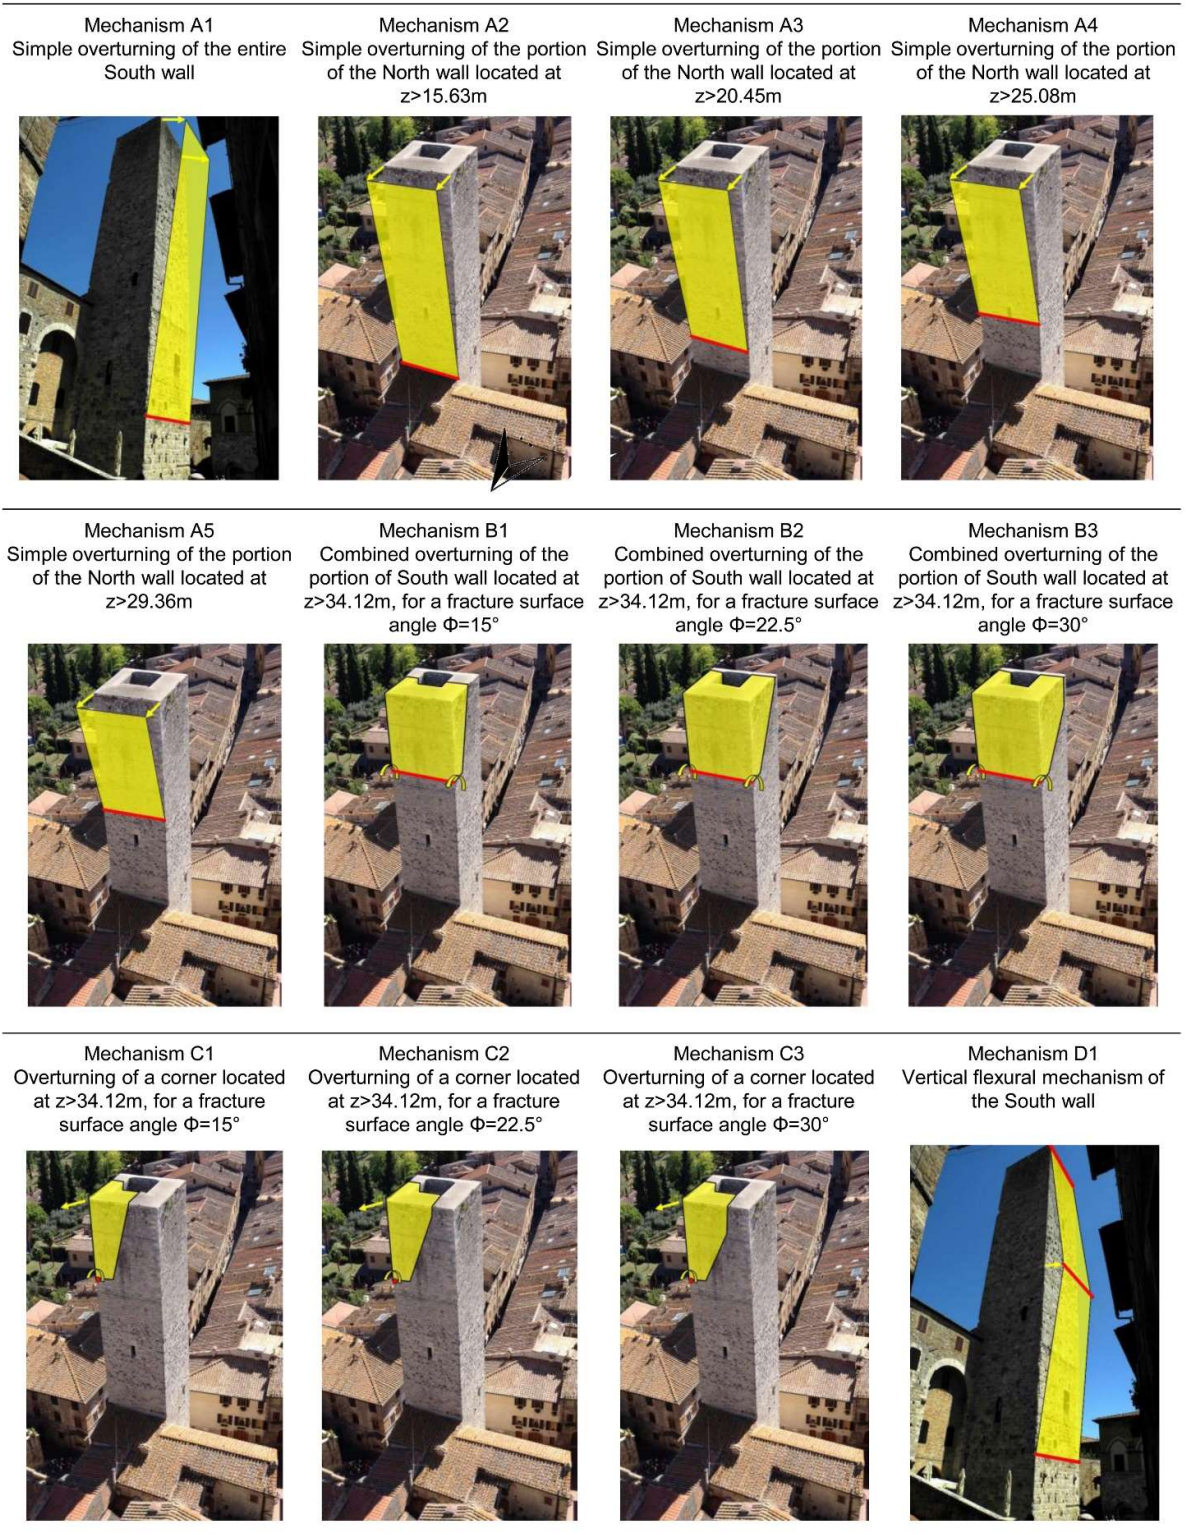 Mechanism A1
Simple overturning of the entire
South wall
Mechanism A2
Simple overturning of the portion
of the North wall located at
z>15.63m
Mechanism A3
Simple overturning of the portion
of the North wall located at
z>20.45m
Mechanism A4
Simple overturning of the portion
of the North wall located at
z>25.08m
Mechanism A5
Simple overturning of the portion
of the North wall located at
z>29.36m
Mechanism B1
Combined overturning of the
portion of South wall located at
z>34.12m, for a fracture surface
angle Φ=15°
Mechanism B2
Combined overturning of the
portion of South wall located at
z>34.12m, for a fracture surface
angle Φ=22.5°
Mechanism B3
Combined overturning of the
portion of South wall located at
z>34.12m, for a fracture surface
angle Φ=30°
Mechanism C1
Overturning of a corner located
at z>34.12m, for a fracture
surface angle Φ=15°
Mechanism C2
Overturning of a corner located
at z>34.12m, for a fracture
surface angle Φ=22.5°
Mechanism C3
Overturning of a corner located
at z>34.12m, for a fracture
surface angle Φ=30°
Mechanism D1
Vertical flexural mechanism of
the South wall